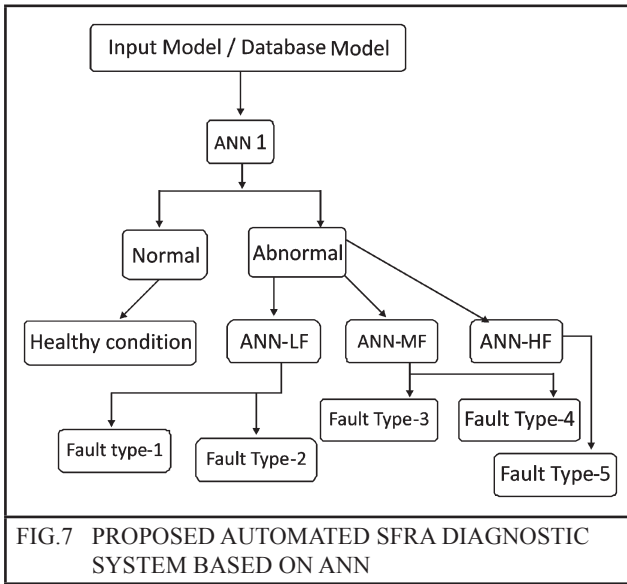 Input Model / Database Model
ANN 1
Normal
Abnormal
Healthy condition
ANN-LF
ANN-MF
ANN-HF
Fault type-1
Fault Type-2
Fault Type-3
Fault Type-4
Fault Type-5
FIG.7 PROPOSED AUTOMATED SFRA DIAGNOSTIC
SYSTEM BASED ON ANN